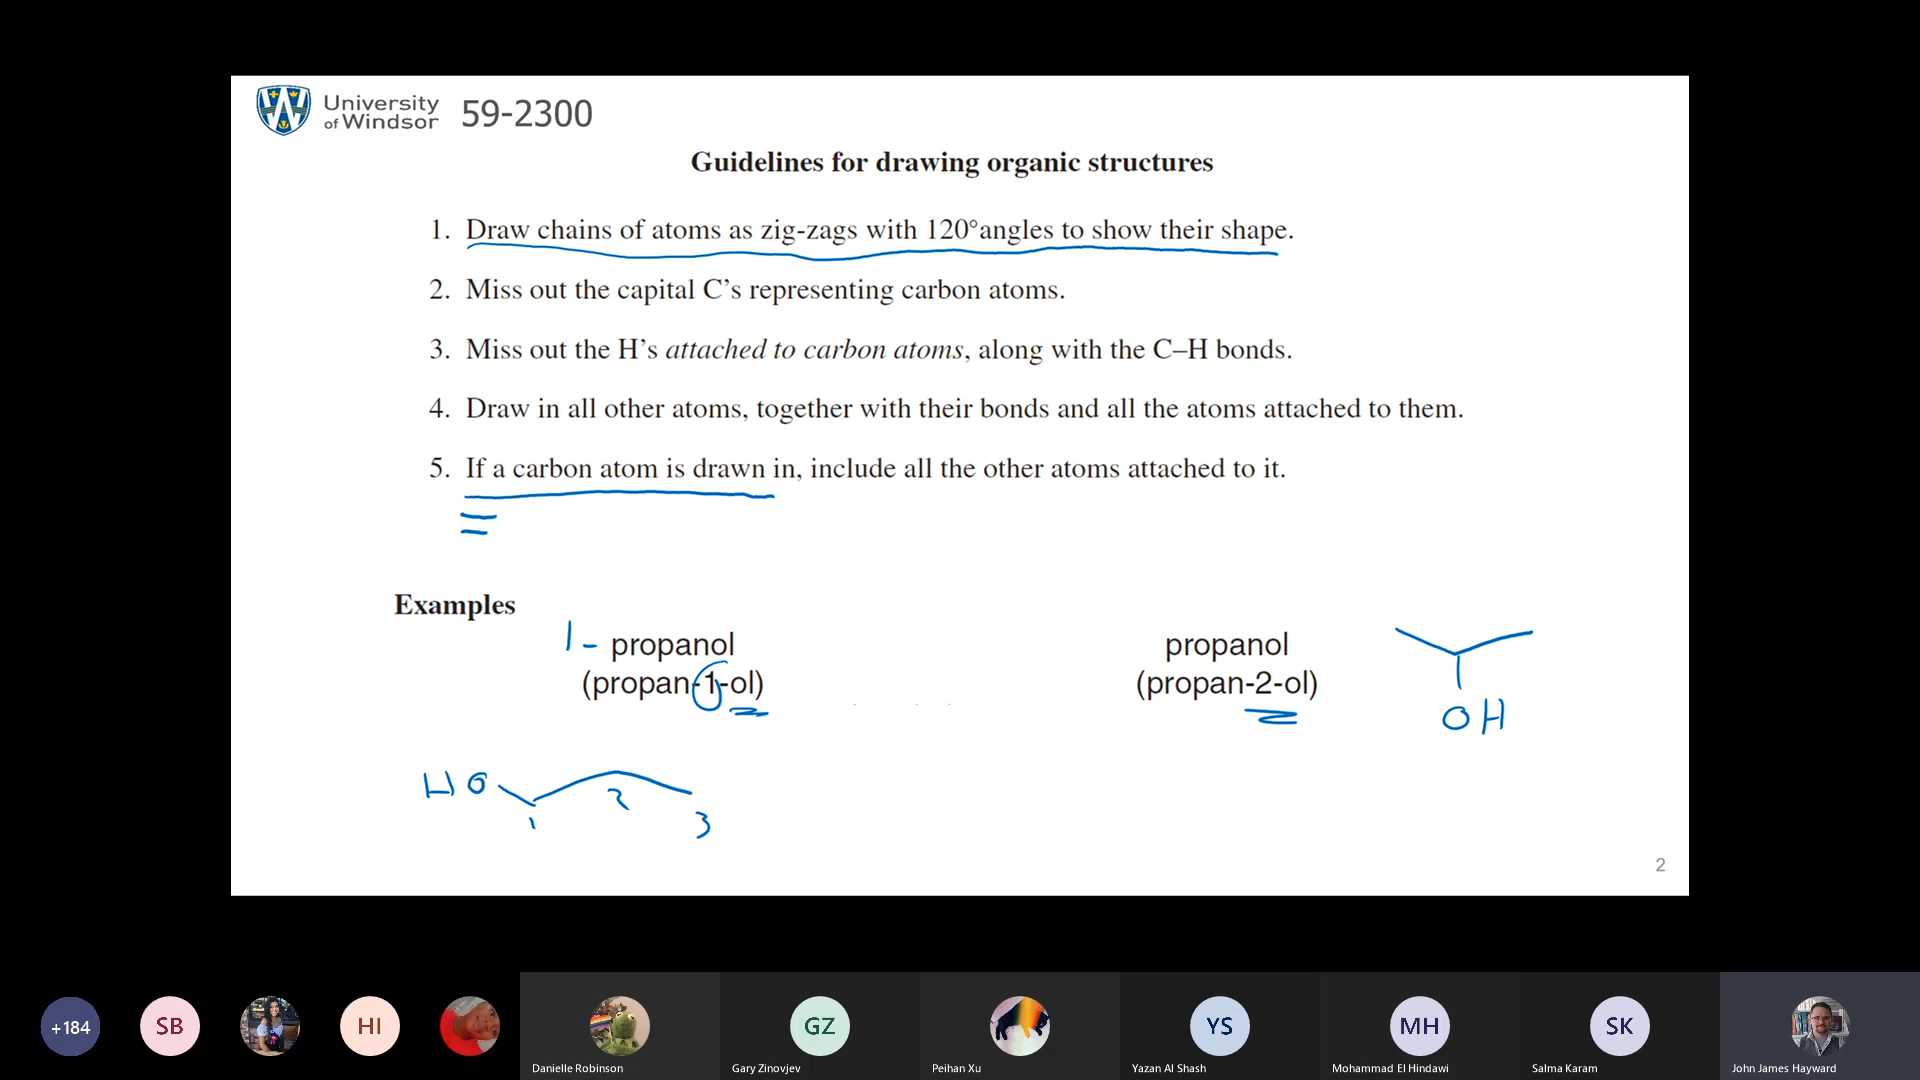 University
of Windsor
59-2300
Guidelines for drawing organic structures
1. Draw chains of atoms as zig-zags with 120°angles to show their shape.
2. Miss out the capital C’s representing carbon atoms.
3. Miss out the H’s attached to carbon atoms, along with the C–H bonds.
4. Draw in all other atoms, together with their bonds and all the atoms attached to them.
5. If a carbon atom is drawn in, include all the other atoms attached to it.
Examples
1- propanol
(propan-1-ol)
propanol
(propan-2-ol)
OH
HO
1
2
3
2
+184
SB
HI
GZ
YS
MH
SK
Danielle Robinson
Gary Zinovjev
Peihan Xu
Yazan Al Shash
Mohammad El Hindawi
Salma Karam
John James Hayward